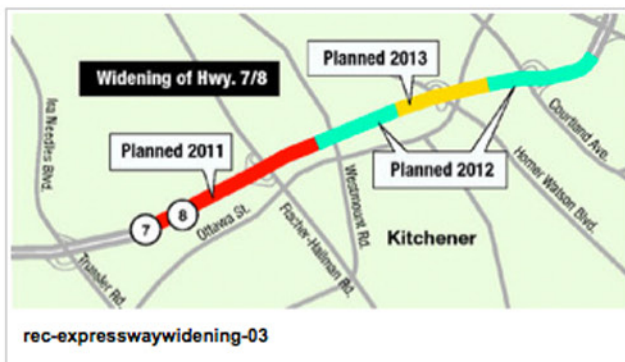 Widening of Hwy. 7/8
Planned 2013
Planned 2011
Planned 2012
Ira Needles Blvd.
Trussler Rd.
7
8
Ottawa St.
Fischer-Hallman Rd.
Westmount Rd.
Kitchener
Homer Watson Blvd.
Courtland Ave.
rec-expresswaywidening-03